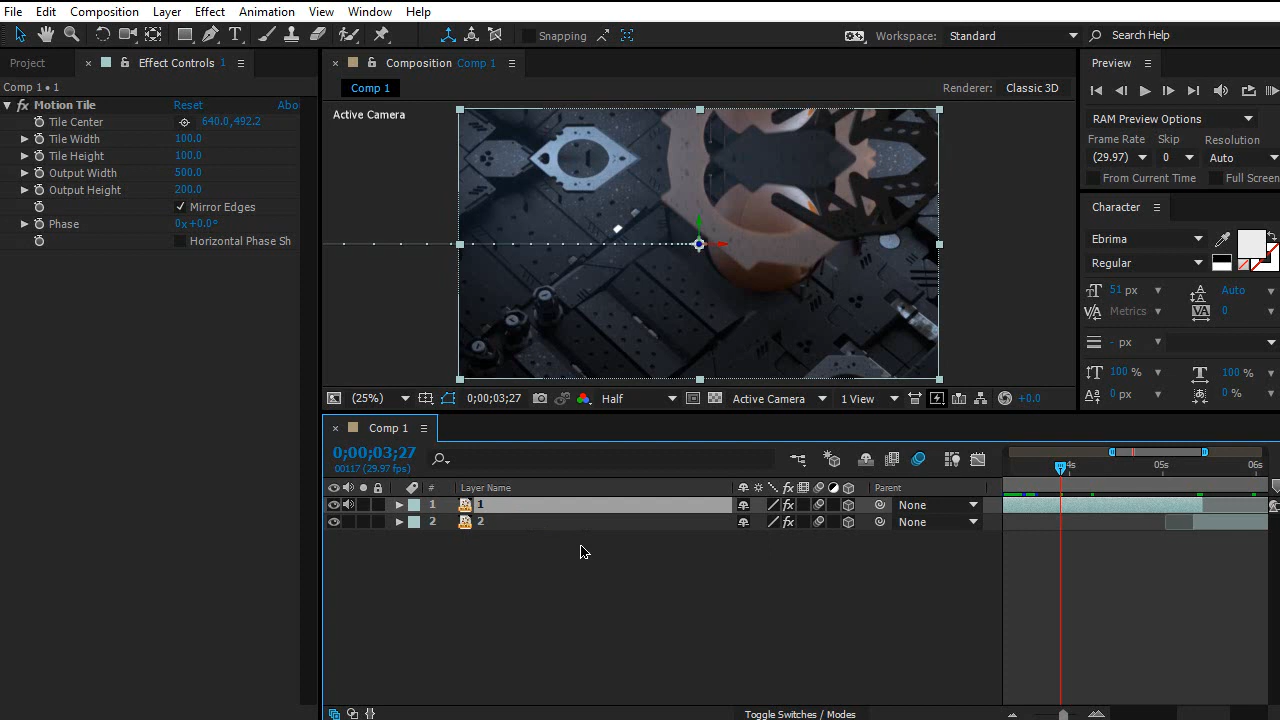 File Edit Composition Layer Effect Animation View Window Help
Snapping
Workspace: Standard
Search Help
Project
Effect Controls 1
Comp 1 • 1
fx Motion Tile Reset Abo
Tile Center 640.0,492.2
Tile Width 100.0
Tile Height 100.0
Output Width 500.0
Output Height 200.0
Mirror Edges
Phase 0x+0.0°
Horizontal Phase Sh
Composition Comp 1
Comp 1
Renderer: Classic 3D
Active Camera
(25%) 0;00;03;27 Half Active Camera 1 View +0.0
Preview
RAM Preview Options
Frame Rate Skip Resolution
(29.97) 0 Auto
From Current Time Full Screen
Character
Ebrima
Regular
51 px Auto
Metrics 0
- px
100 % 100 %
0 px 0 %
Comp 1
0;00;03;27
00117 (29.97 fps)
# Layer Name Parent
1 1 None
2 2 None
4s 05s 06s
Toggle Switches / Modes